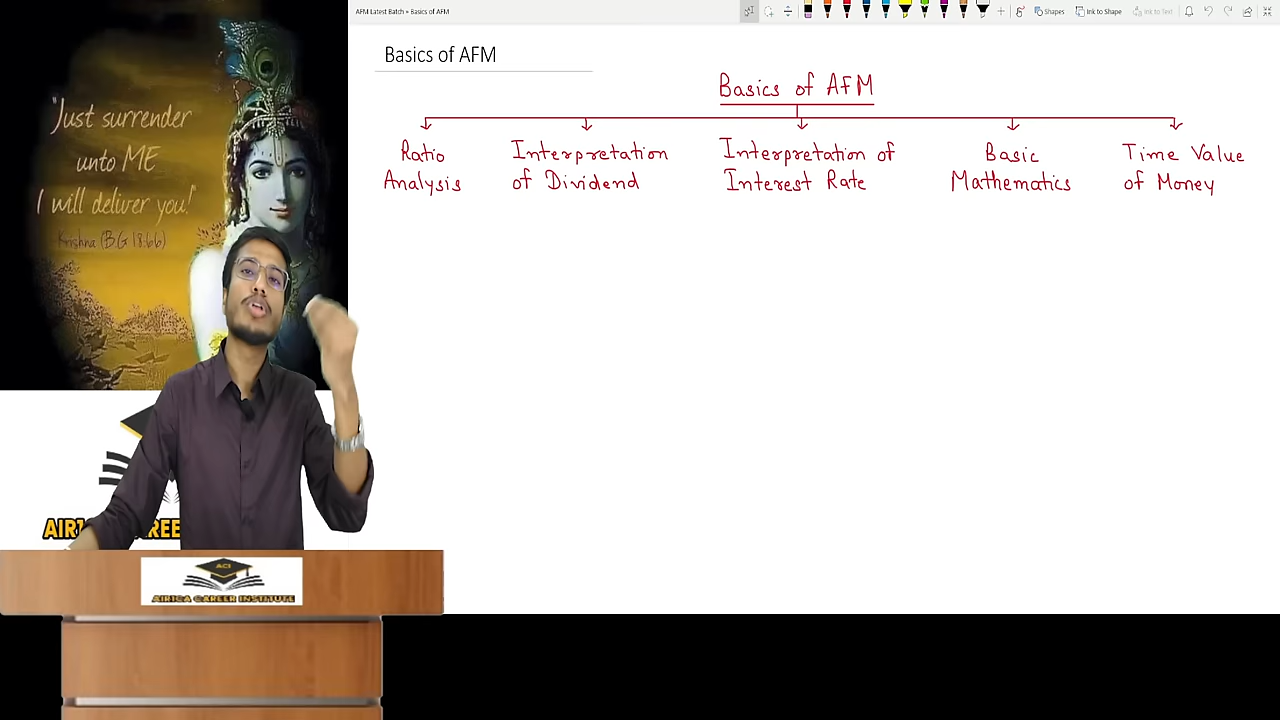 AFM Latest Batch » Basics of AFM
Shapes
Ink to Shape
Ink to Text
Basics of AFM
Basics of AFM
Ratio
Analysis
Interpretation
of Dividend
Interpretation of
Interest Rate
Basic
Mathematics
Time Value
of Money
"Just surrender
unto ME
I will deliver you!"
Krishna (BG 18:66)
ACI
AIR1CA CAREER INSTITUTE